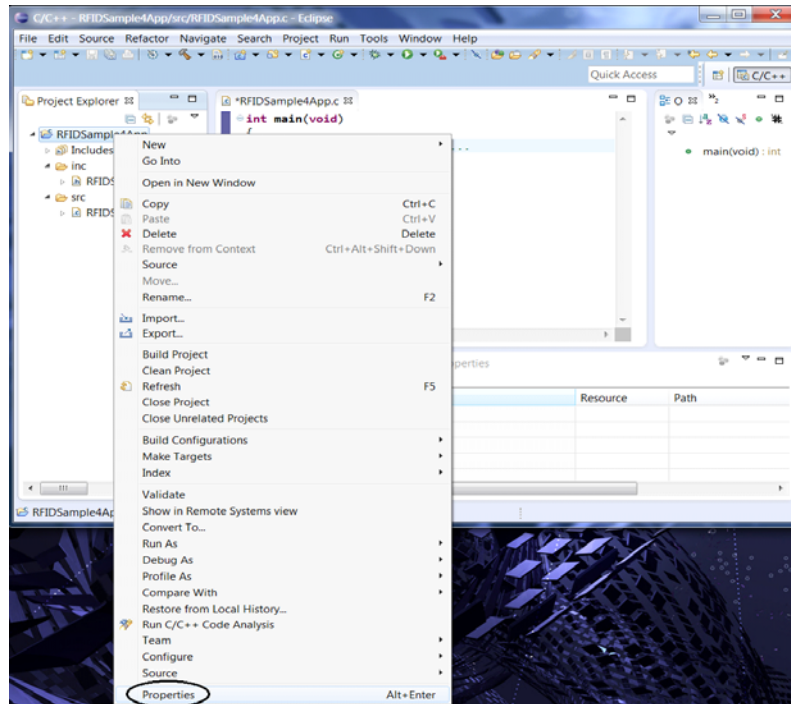 C/C++ - RFIDSample4App/src/RFIDSample4App.c - Eclipse
File Edit Source Refactor Navigate Search Project Run Tools Window Help
Quick Access
C/C++
Project Explorer
*RFIDSample4App.c
O
RFIDSample4App
int main(void)
{
...
main(void) : int
Includes
inc
RFIDS
src
RFIDS
New
Go Into
Open in New Window
Copy Ctrl+C
Paste Ctrl+V
Delete Delete
Remove from Context Ctrl+Alt+Shift+Down
Source
Move...
Rename... F2
Import...
Export...
Build Project
Clean Project
Refresh F5
Close Project
Close Unrelated Projects
Build Configurations
Make Targets
Index
Validate
Show in Remote Systems view
Convert To...
Run As
Debug As
Profile As
Compare With
Restore from Local History...
Run C/C++ Code Analysis
Team
Configure
Source
Properties Alt+Enter
operties
Resource Path
RFIDSample4Ap